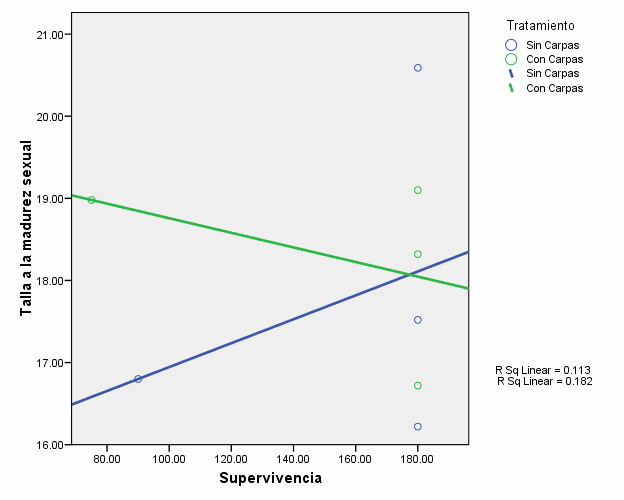 Tratamiento
Sin Carpas
Con Carpas
Sin Carpas
Con Carpas
21.00
20.00
19.00
18.00
17.00
16.00
Talla a la madurez sexual
80.00 100.00 120.00 140.00 160.00 180.00
Supervivencia
R Sq Linear = 0.113
R Sq Linear = 0.182